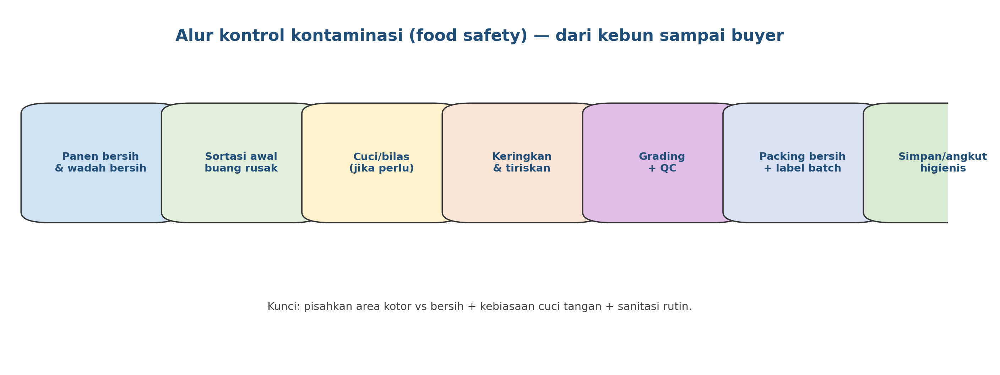 Alur kontrol kontaminasi (food safety) — dari kebun sampai buyer
Panen bersih
& wadah bersih
Sortasi awal
buang rusak
Cuci/bilas
(jika perlu)
Keringkan
& tiriskan
Grading
+ QC
Packing bersih
+ label batch
Simpan/angkut
higienis
Kunci: pisahkan area kotor vs bersih + kebiasaan cuci tangan + sanitasi rutin.